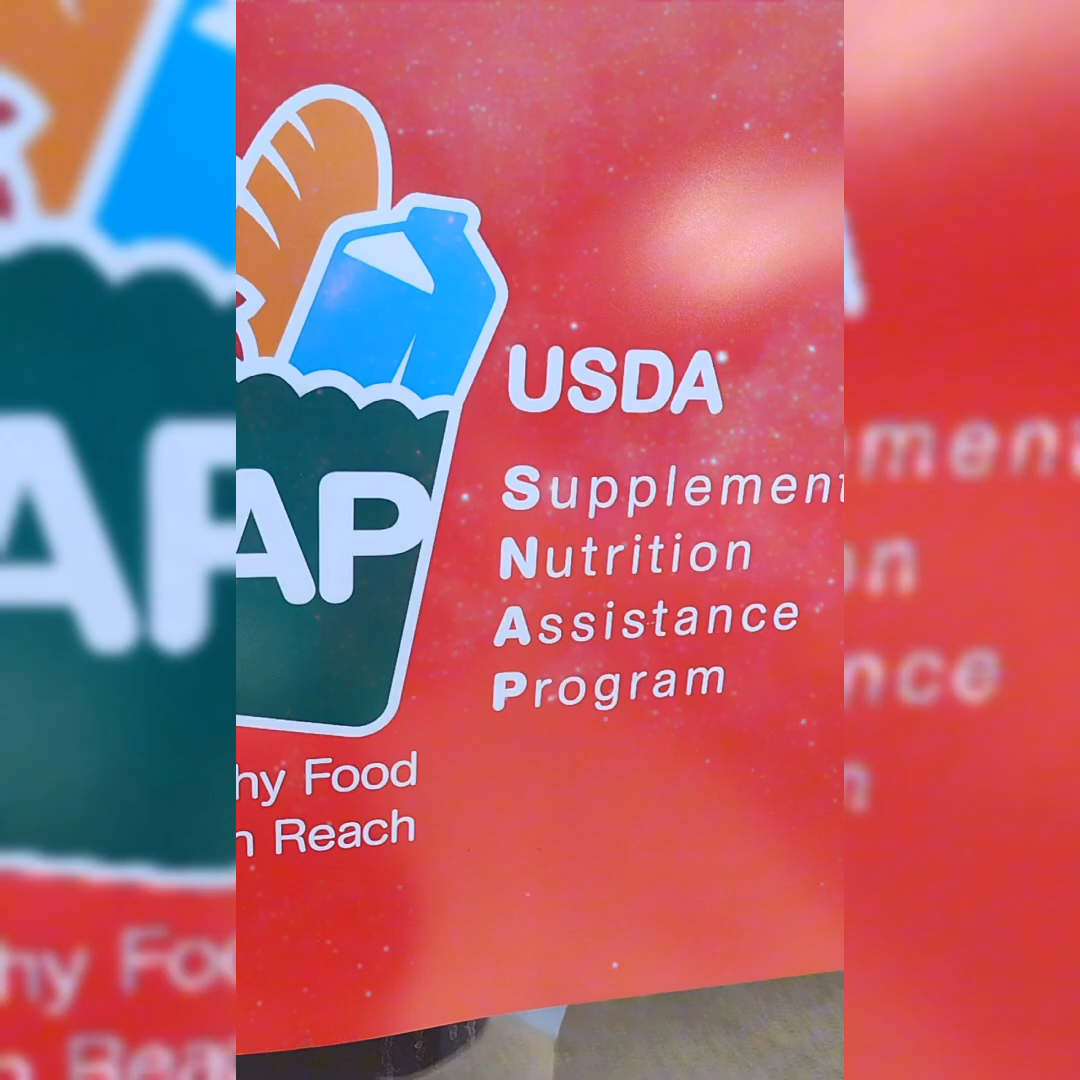 USDA
AP
Supplement
Nutrition
Assistance
Program
hy Food
n Reach